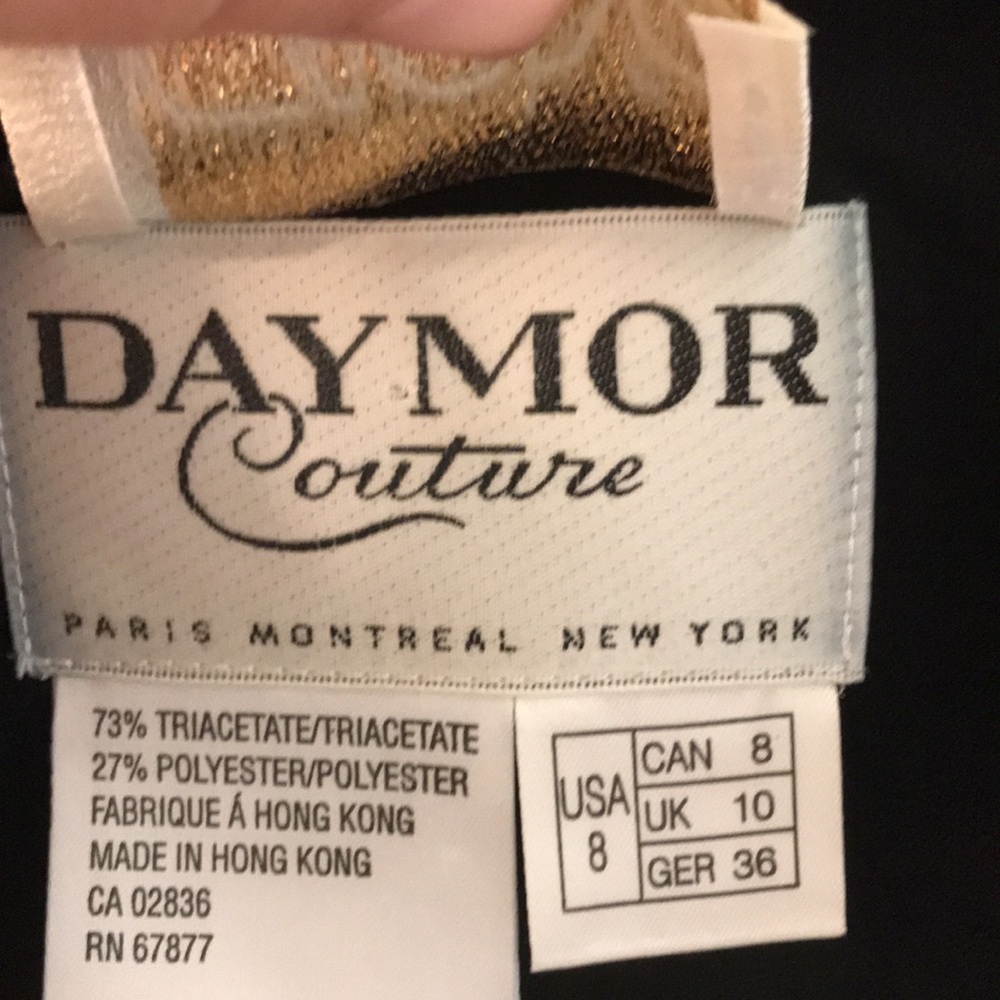 DAYMOR
Couture
PARIS MONTREAL NEW YORK
73% TRIACETATE/TRIACETATE
27% POLYESTER/POLYESTER
FABRIQUE Á HONG KONG
MADE IN HONG KONG
CA 02836
RN 67877
USA 8
CAN 8
UK 10
GER 36